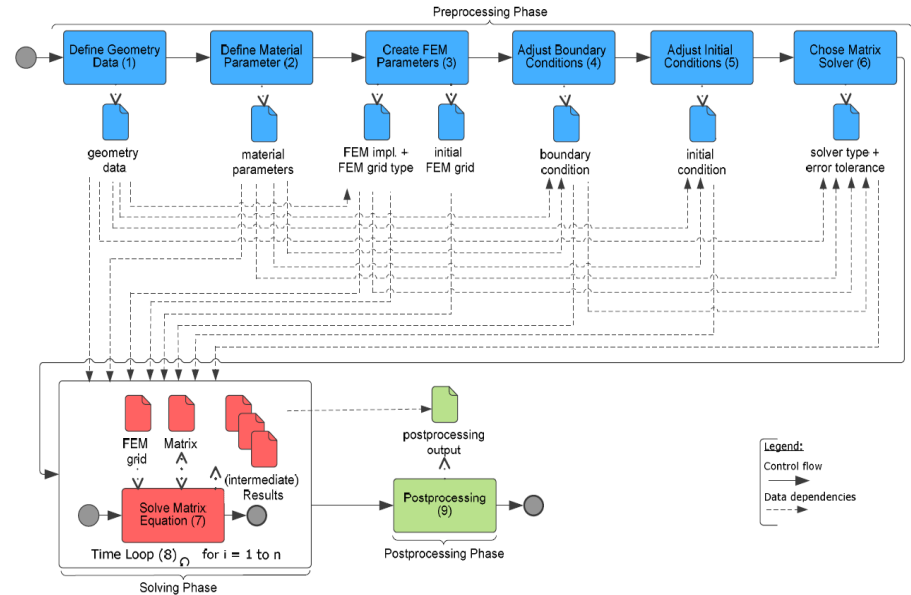 Preprocessing Phase
Define Geometry
Data (1)
Define Material
Parameter (2)
Create FEM
Parameters (3)
Adjust Boundary
Conditions (4)
Adjust Initial
Conditions (5)
Chose Matrix
Solver (6)
geometry
data
material
parameters
FEM impl. +
FEM grid type
initial
FEM grid
boundary
condition
initial
condition
solver type +
error tolerance
FEM
grid
Matrix
(intermediate)
Results
Solve Matrix
Equation (7)
Time Loop (8) for i = 1 to n
Solving Phase
postprocessing
output
Postprocessing
(9)
Postprocessing Phase
Legend:
Control flow
Data dependencies